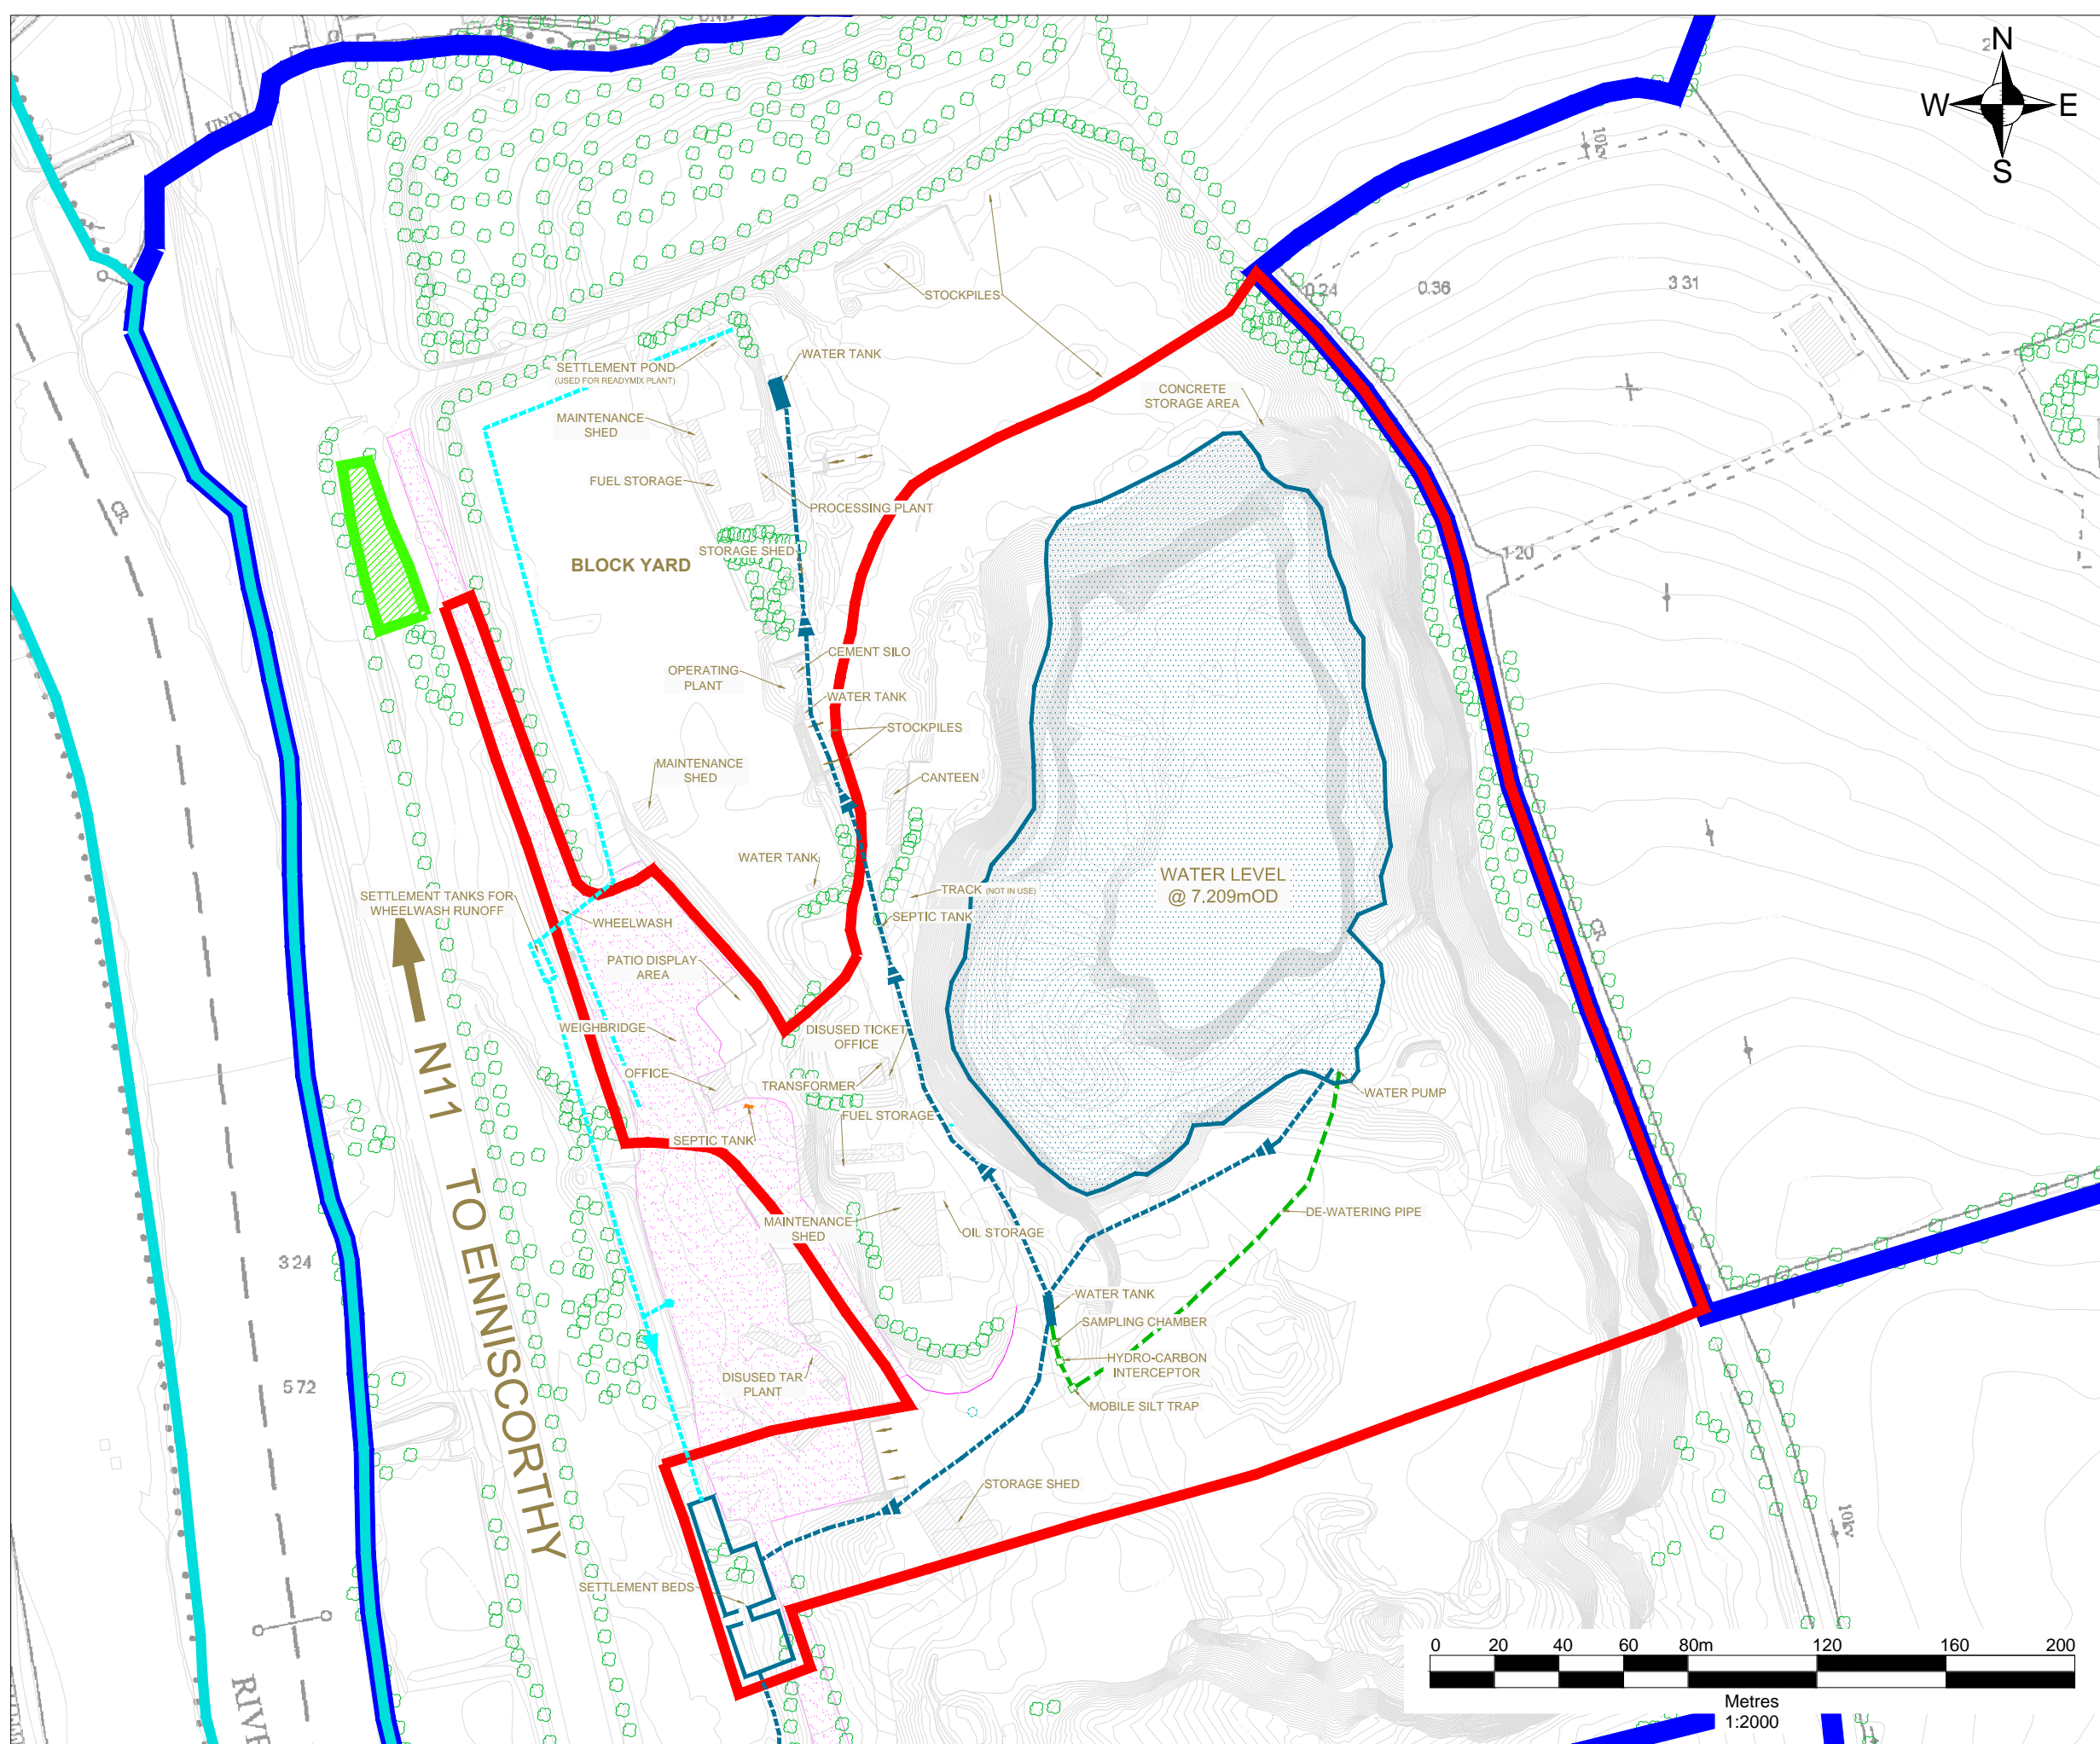 N
W E
S
UND
10kv
0.24
0.36
3 31
STOCKPILES
WATER TANK
SETTLEMENT POND
(USED FOR READYMIX PLANT)
CONCRETE
STORAGE AREA
MAINTENANCE
SHED
FUEL STORAGE
PROCESSING PLANT
CR
STORAGE SHED
BLOCK YARD
1·20
CEMENT SILO
OPERATING
PLANT
WATER TANK
STOCKPILES
MAINTENANCE
SHED
CANTEEN
WATER TANK
WATER LEVEL
@ 7.209mOD
TRACK (NOT IN USE)
SETTLEMENT TANKS FOR
WHEELWASH RUNOFF
WHEELWASH
SEPTIC TANK
CR
PATIO DISPLAY
AREA
WEIGHBRIDGE
DISUSED TICKET
OFFICE
OFFICE
TRANSFORMER
WATER PUMP
FUEL STORAGE
SEPTIC TANK
N11 TO ENNISCORTHY
DE-WATERING PIPE
MAINTENANCE
SHED
OIL STORAGE
3 24
WATER TANK
SAMPLING CHAMBER
HYDRO-CARBON
INTERCEPTOR
DISUSED TAR
PLANT
5 72
MOBILE SILT TRAP
STORAGE SHED
10kv
SETTLEMENT BEDS
0 20 40 60 80m 120 160 200
Metres
1:2000